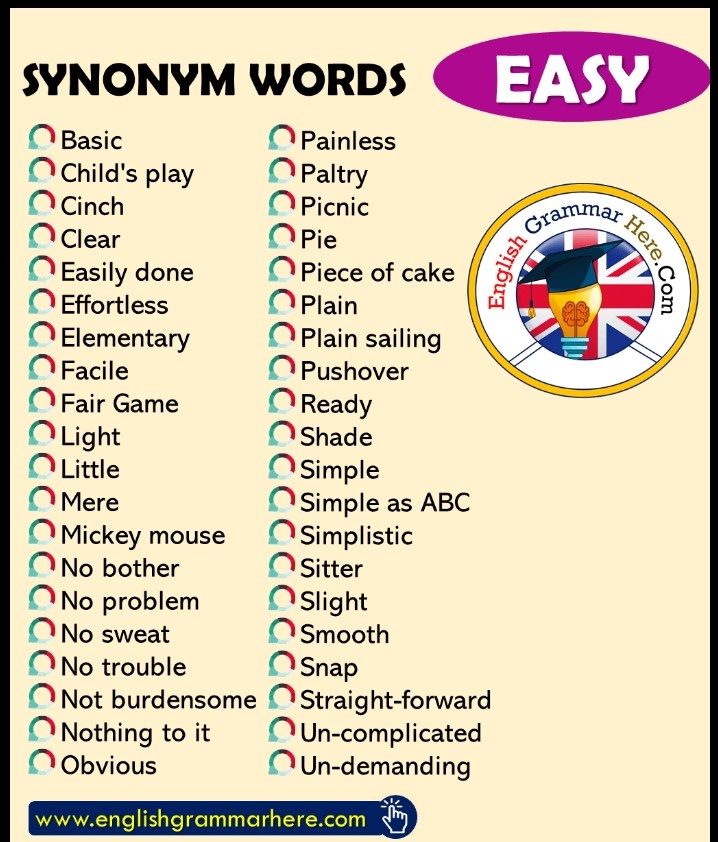 SYNONYM WORDS
EASY
Basic
Child's play
Cinch
Clear
Easily done
Effortless
Elementary
Facile
Fair Game
Light
Little
Mere
Mickey mouse
No bother
No problem
No sweat
No trouble
Not burdensome
Nothing to it
Obvious
Painless
Paltry
Picnic
Pie
Piece of cake
Plain
Plain sailing
Pushover
Ready
Shade
Simple
Simple as ABC
Simplistic
Sitter
Slight
Smooth
Snap
Straight-forward
Un-complicated
Un-demanding
English Grammar Here.Com
www.englishgrammarhere.com